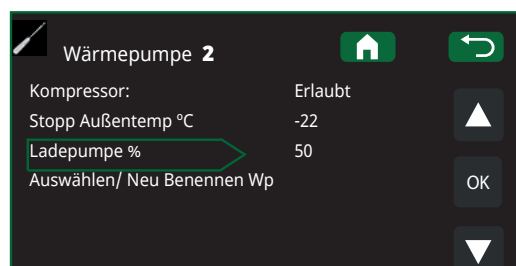 Wärmepumpe 2
Kompressor: Erlaubt
Stopp Außentemp ºC -22
Ladepumpe % 50
Auswählen/ Neu Benennen Wp
OK